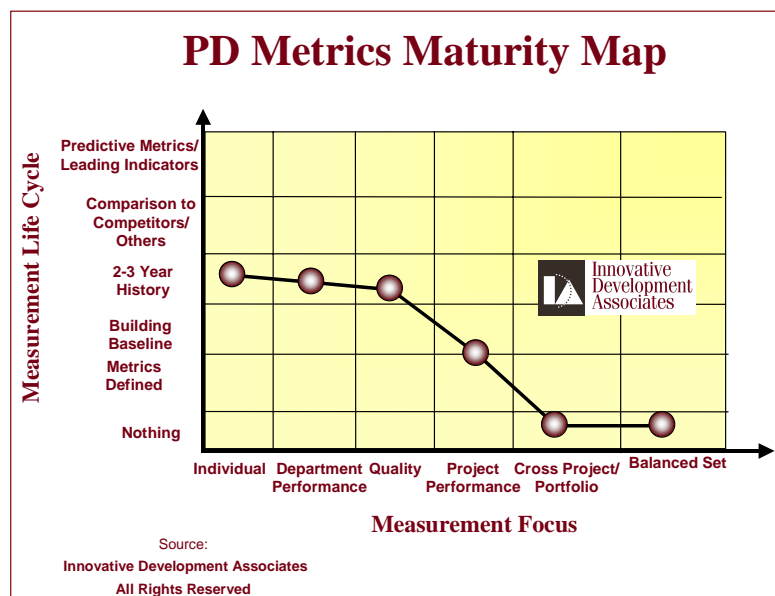 PD Metrics Maturity Map
Measurement Life Cycle
Predictive Metrics/
Leading Indicators
Comparison to
Competitors/
Others
2-3 Year
History
Building
Baseline
Metrics
Defined
Nothing
Innovative
Development
Associates
Individual
Department
Performance
Quality
Project
Performance
Cross Project/
Portfolio
Balanced Set
Measurement Focus
Source:
Innovative Development Associates
All Rights Reserved